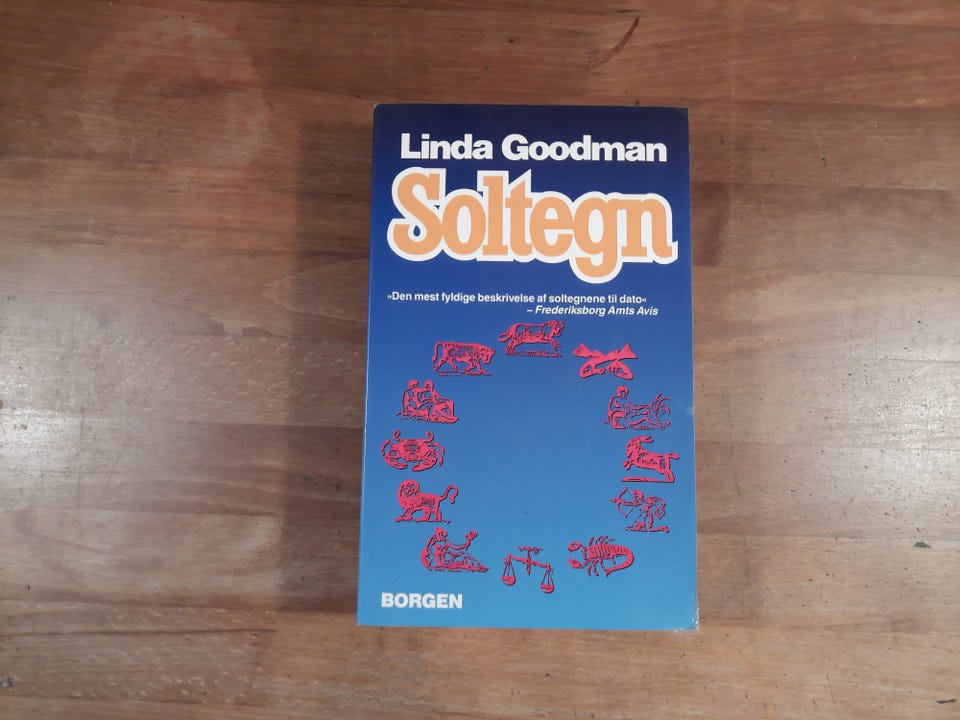 Linda Goodman
Soltegn
»Den mest fyldige beskrivelse af soltegnene til dato«
– Frederiksborg Amts Avis
BORGEN